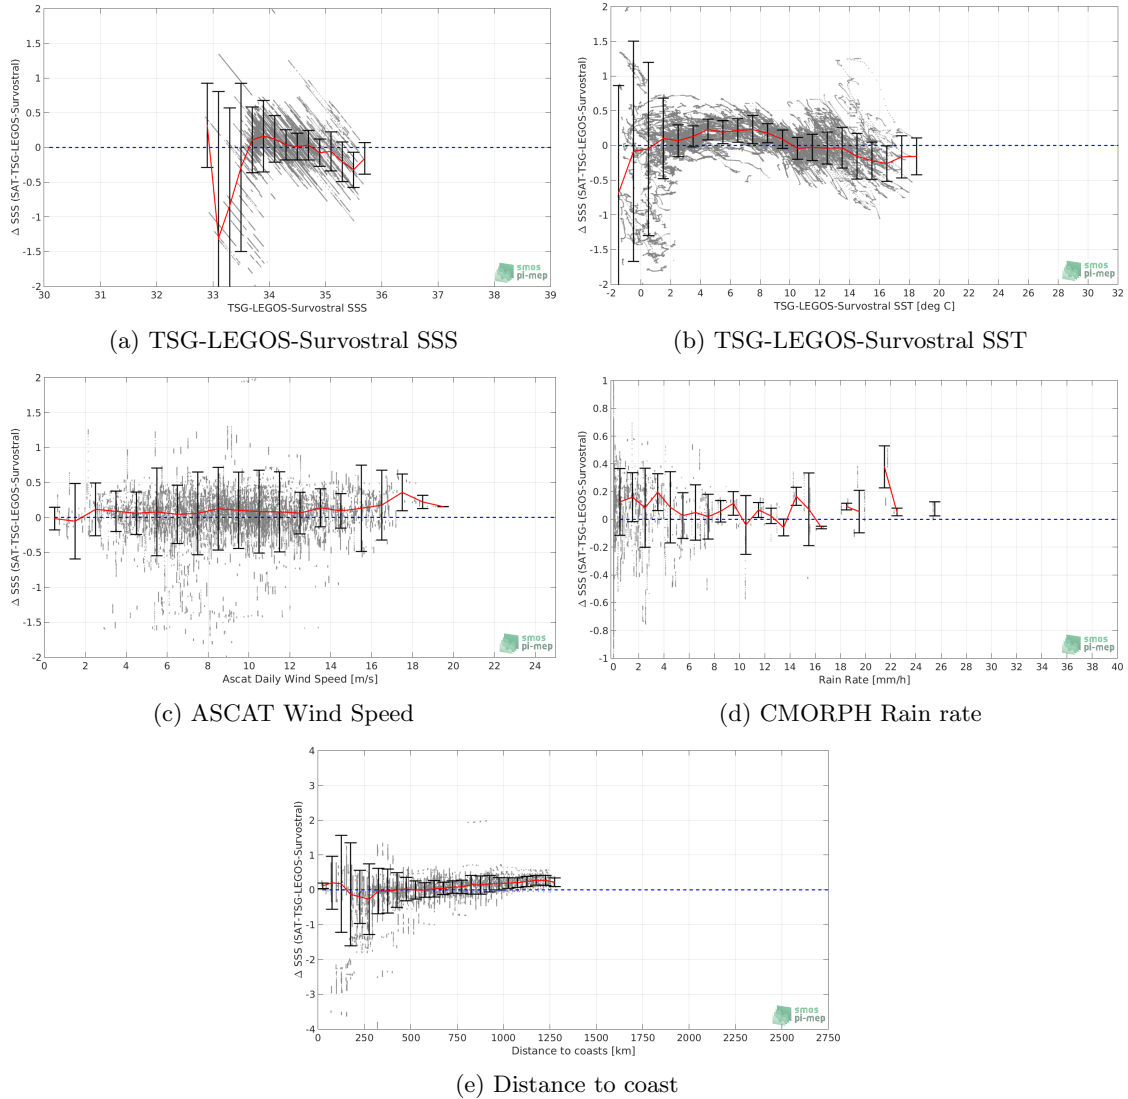 2
1.5
1
0.5
0
-0.5
-1
-1.5
-2
Δ SSS (SAT-TSG-LEGOS-Survostral)
30 31 32 33 34 35 36 37 38 39
TSG-LEGOS-Survostral SSS
smos
pi-mep
(a) TSG-LEGOS-Survostral SSS
2
1.5
1
0.5
0
-0.5
-1
-1.5
-2
Δ SSS (SAT-TSG-LEGOS-Survostral)
-2 0 2 4 6 8 10 12 14 16 18 20 22 24 26 28 30 32
TSG-LEGOS-Survostral SST [deg C]
smos
pi-mep
(b) TSG-LEGOS-Survostral SST
2
1.5
1
0.5
0
-0.5
-1
-1.5
-2
Δ SSS (SAT-TSG-LEGOS-Survostral)
0 2 4 6 8 10 12 14 16 18 20 22 24
Ascat Daily Wind Speed [m/s]
smos
pi-mep
(c) ASCAT Wind Speed
1
0.8
0.6
0.4
0.2
0
-0.2
-0.4
-0.6
-0.8
-1
Δ SSS (SAT-TSG-LEGOS-Survostral)
0 2 4 6 8 10 12 14 16 18 20 22 24 26 28 30 32 34 36 38 40
Rain Rate [mm/h]
smos
pi-mep
(d) CMORPH Rain rate
4
3
2
1
0
-1
-2
-3
-4
Δ SSS (SAT-TSG-LEGOS-Survostral)
0 250 500 750 1000 1250 1500 1750 2000 2250 2500 2750
Distance to coasts [km]
smos
pi-mep
(e) Distance to coast